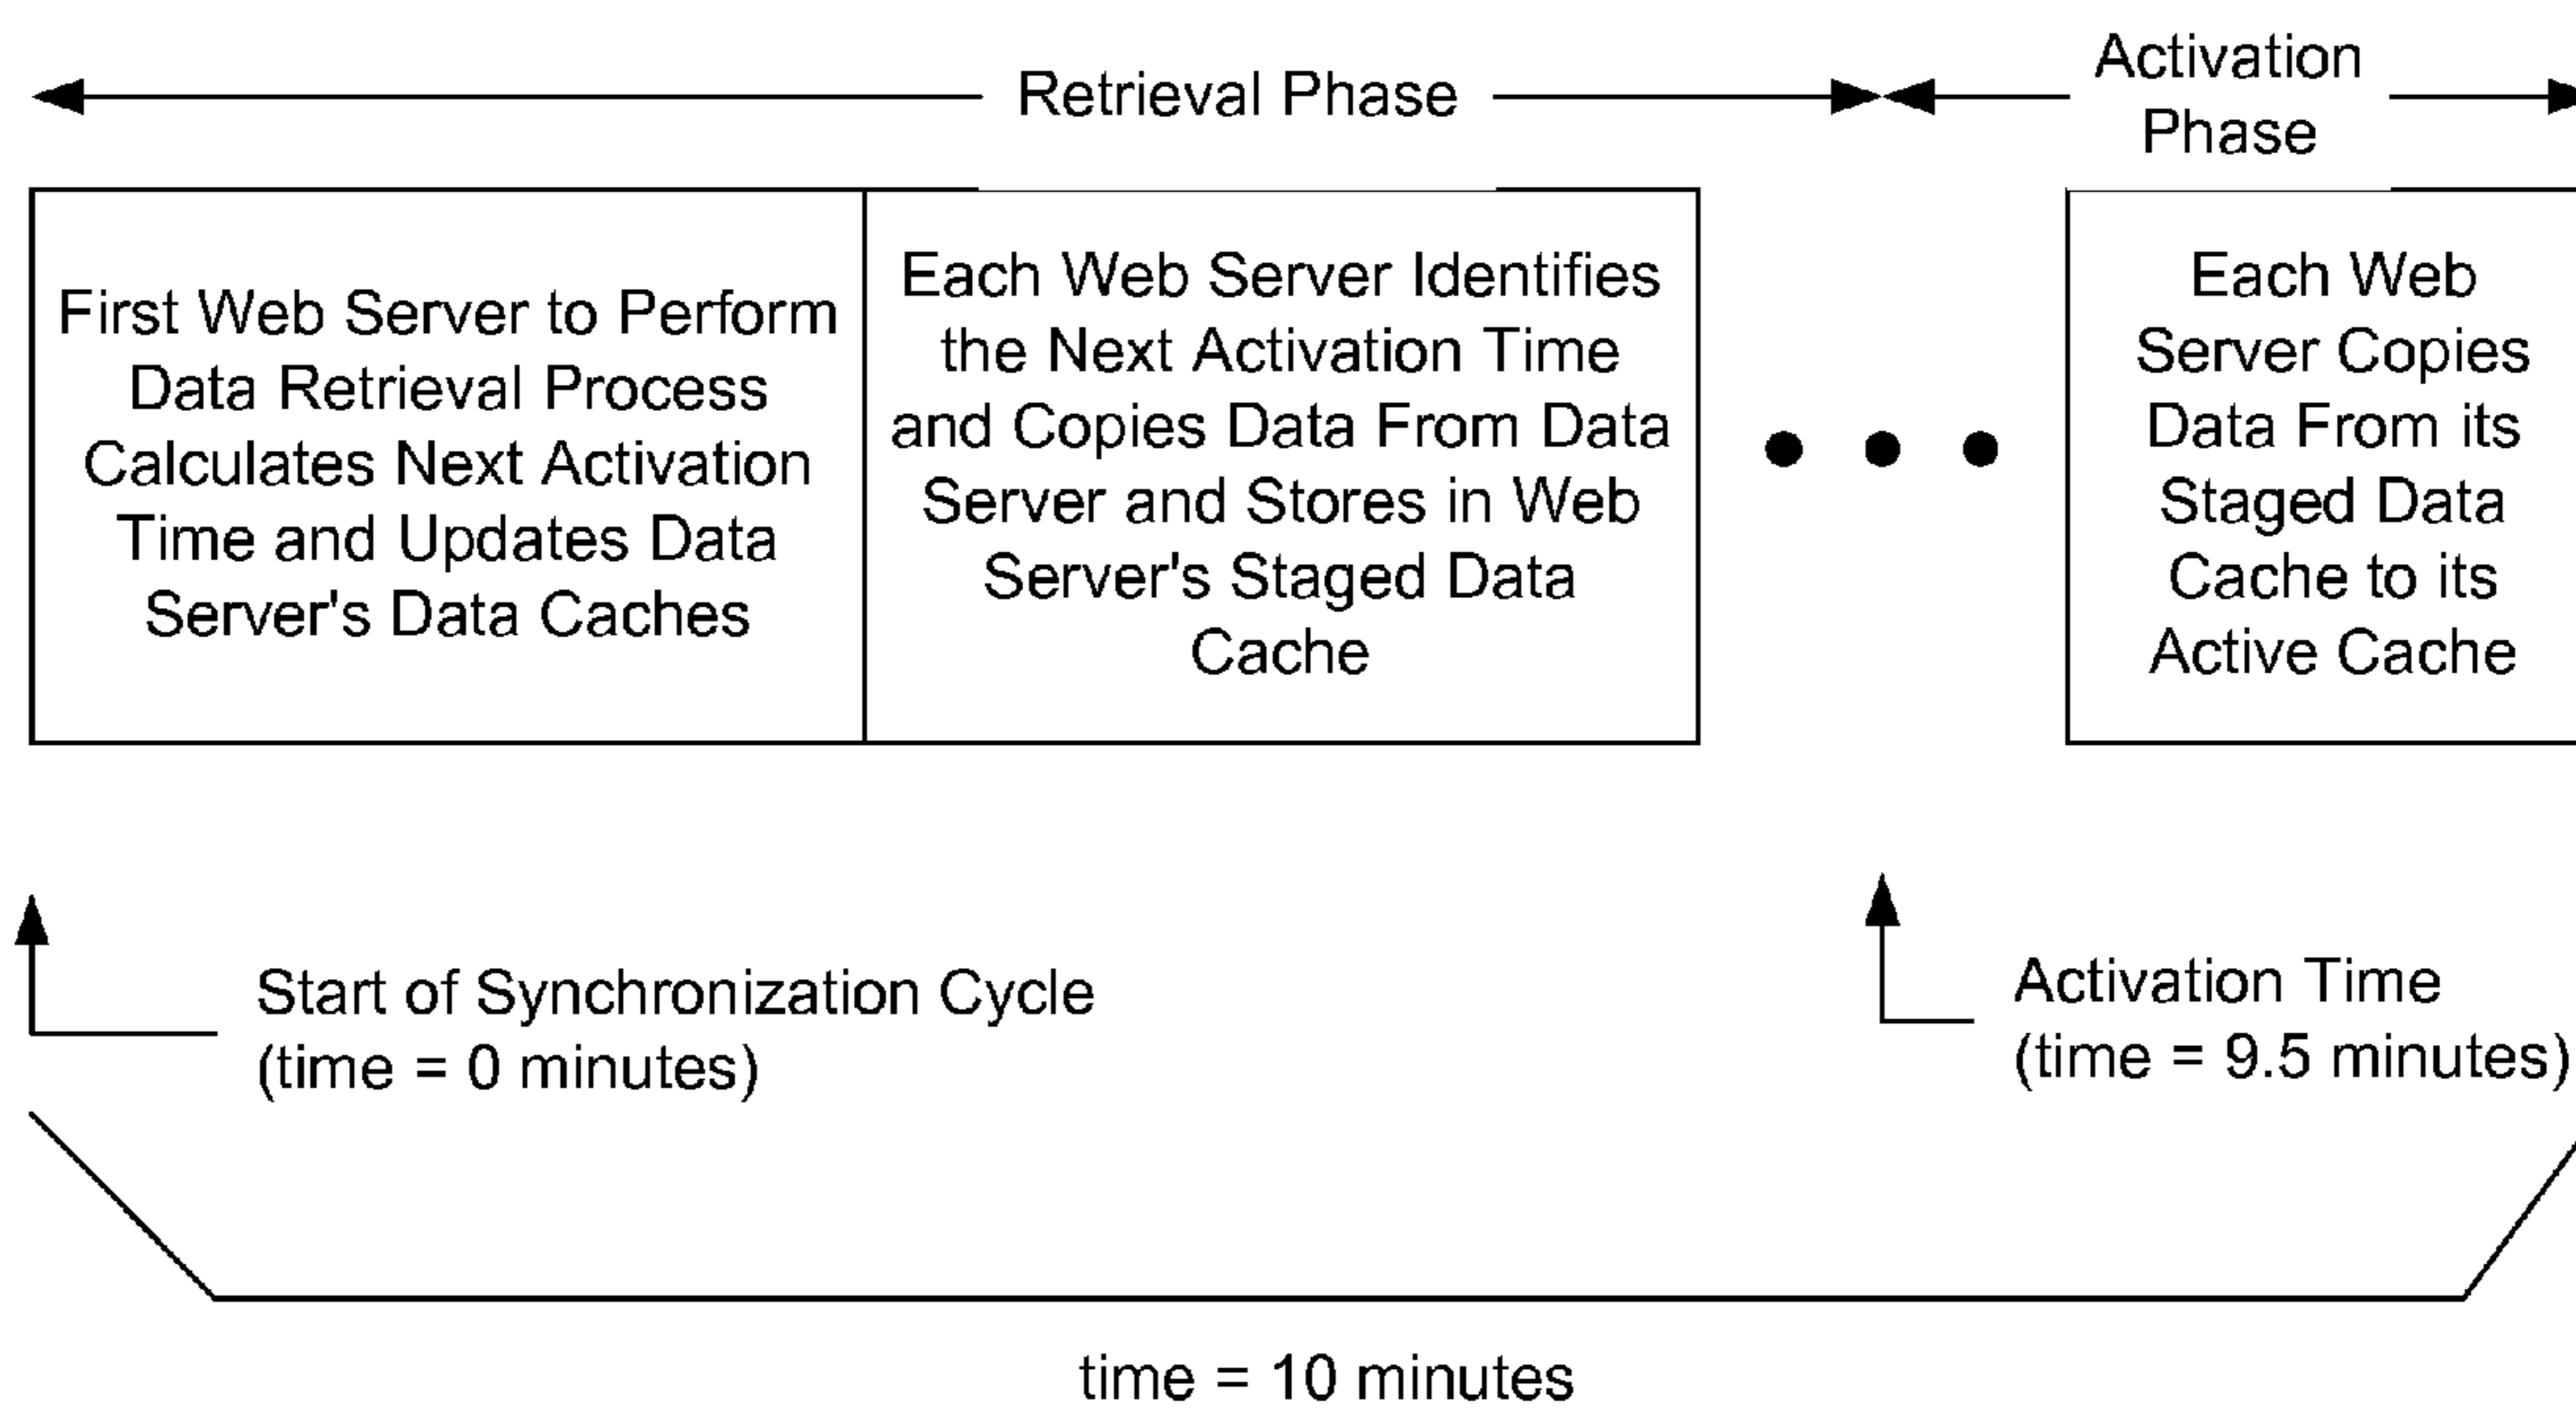 Retrieval Phase
Activation
Phase
First Web Server to Perform
Data Retrieval Process
Calculates Next Activation
Time and Updates Data
Server's Data Caches
Each Web Server Identifies
the Next Activation Time
and Copies Data From Data
Server and Stores in Web
Server's Staged Data
Cache
Each Web
Server Copies
Data From its
Staged Data
Cache to its
Active Cache
Start of Synchronization Cycle
(time = 0 minutes)
Activation Time
(time = 9.5 minutes)
time = 10 minutes